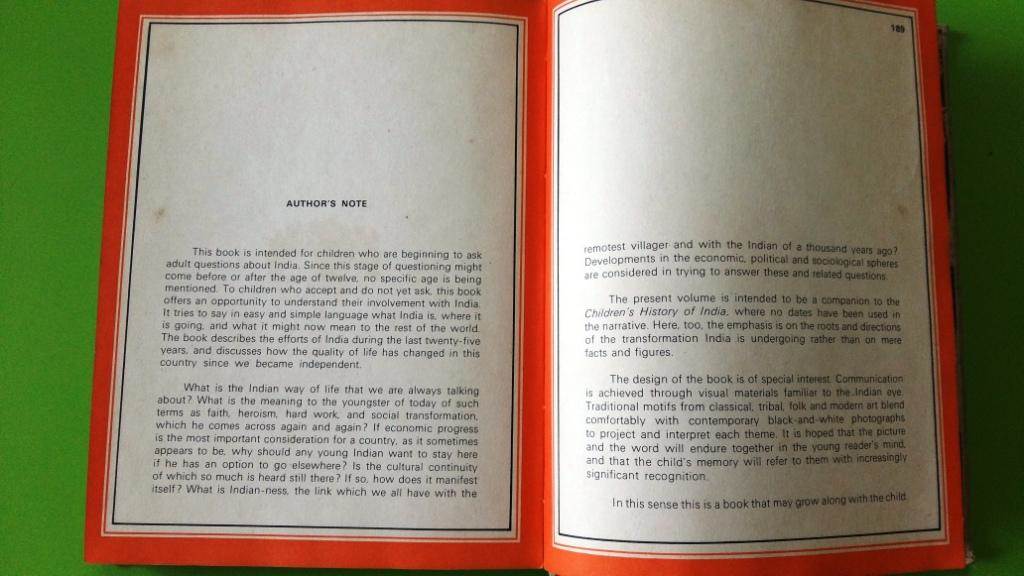 AUTHOR'S NOTE
This book is intended for children who are beginning to ask
adult questions about India. Since this stage of questioning might
come before or after the age of twelve, no specific age is being
mentioned. To children who accept and do not yet ask, this book
offers an opportunity to understand their involvement with India.
It tries to say in easy and simple language what India is, where it
is going, and what it might now mean to the rest of the world.
The book describes the efforts of India during the last twenty-five
years, and discusses how the quality of life has changed in this
country since we became independent.
What is the Indian way of life that we are always talking
about? What is the meaning to the youngster of today of such
terms as faith, heroism, hard work, and social transformation,
which he comes across again and again? If economic progress
is the most important consideration for a country, as it sometimes
appears to be, why should any young Indian want to stay here
if he has an option to go elsewhere? Is the cultural continuity
of which so much is heard still there? If so, how does it manifest
itself? What is Indian-ness, the link which we all have with the
189
remotest villager and with the Indian of a thousand years ago?
Developments in the economic, political and sociological spheres
are considered in trying to answer these and related questions.
The present volume is intended to be a companion to the
Children's History of India, where no dates have been used in
the narrative. Here, too, the emphasis is on the roots and directions
of the transformation India is undergoing rather than on mere
facts and figures.
The design of the book is of special interest. Communication
is achieved through visual materials familiar to the Indian eye.
Traditional motifs from classical, tribal, folk and modern art blend
comfortably with contemporary black-and-white photographs
to project and interpret each theme. It is hoped that the picture
and the word will endure together in the young reader's mind,
and that the child's memory will refer to them with increasingly
significant recognition.
In this sense this is a book that may grow along with the child.